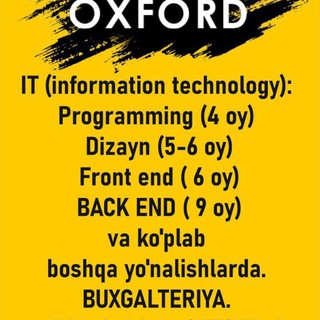 OXFORD
IT (information technology):
Programming (4 oy)
Dizayn (5-6 oy)
Front end ( 6 oy)
BACK END ( 9 oy)
va ko'plab
boshqa yo'nalishlarda.
BUXGALTERIYA.